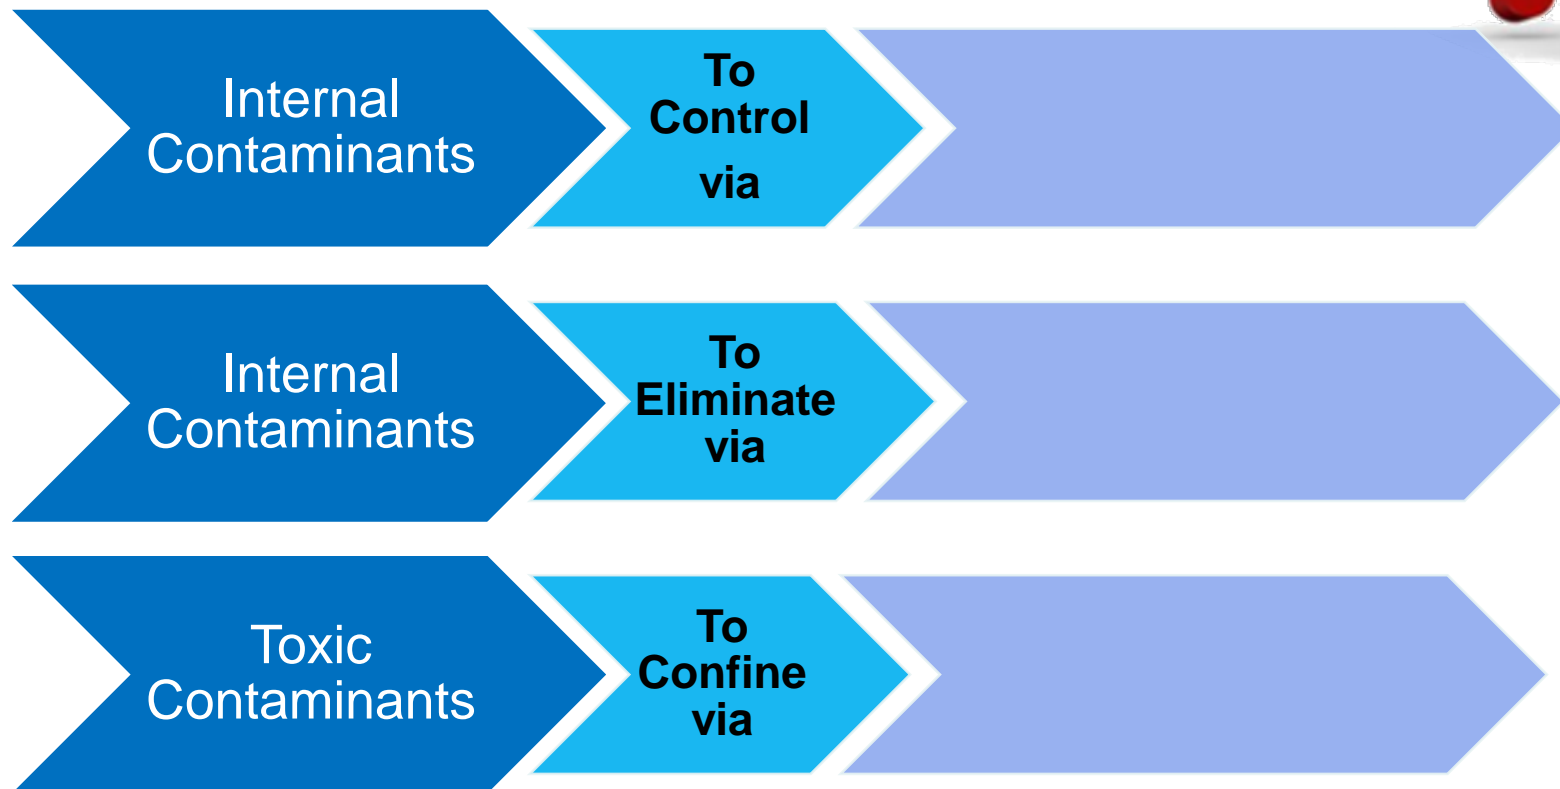 Internal
Contaminants
To
Control
via
Internal
Contaminants
To
Eliminate
via
Toxic
Contaminants
To
Confine
via